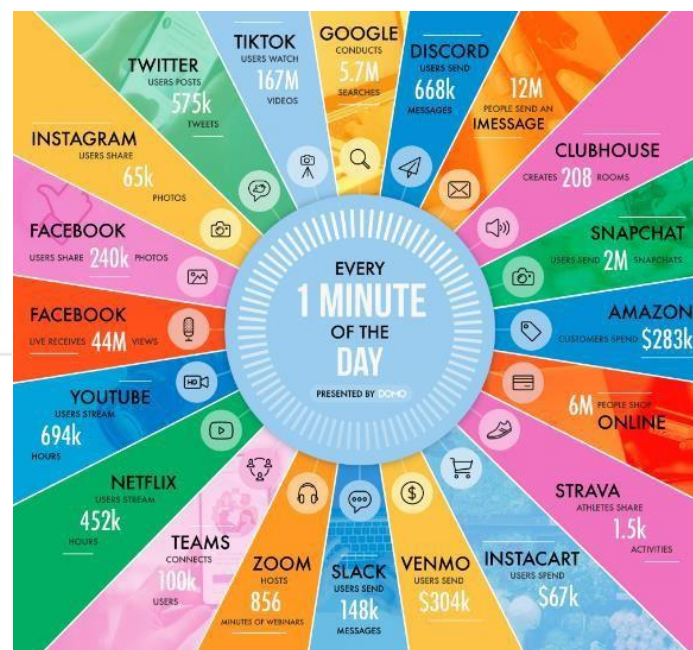 EVERY
1 MINUTE
OF THE
DAY
PRESENTED BY DOMO
GOOGLE
CONDUCTS
5.7M
SEARCHES
DISCORD
USERS SEND
668k
MESSAGES
12M
PEOPLE SEND AN
IMESSAGE
CLUBHOUSE
CREATES 208 ROOMS
SNAPCHAT
USERS SEND 2M SNAPCHATS
AMAZON
CUSTOMERS SPEND $283k
6M PEOPLE SHOP
ONLINE
STRAVA
ATHLETES SHARE
1.5k
ACTIVITIES
INSTACART
USERS SPEND
$67k
VENMO
USERS SEND
$304k
SLACK
USERS SEND
148k
MESSAGES
ZOOM
HOSTS
856
MINUTES OF WEBINARS
TEAMS
CONNECTS
100k
USERS
NETFLIX
USERS STREAM
452k
HOURS
YOUTUBE
USERS STREAM
694k
HOURS
FACEBOOK
LIVE RECEIVES 44M VIEWS
FACEBOOK
USERS SHARE 240k PHOTOS
INSTAGRAM
USERS SHARE
65k
PHOTOS
TWITTER
USERS POSTS
575k
TWEETS
TIKTOK
USERS WATCH
167M
VIDEOS
HD